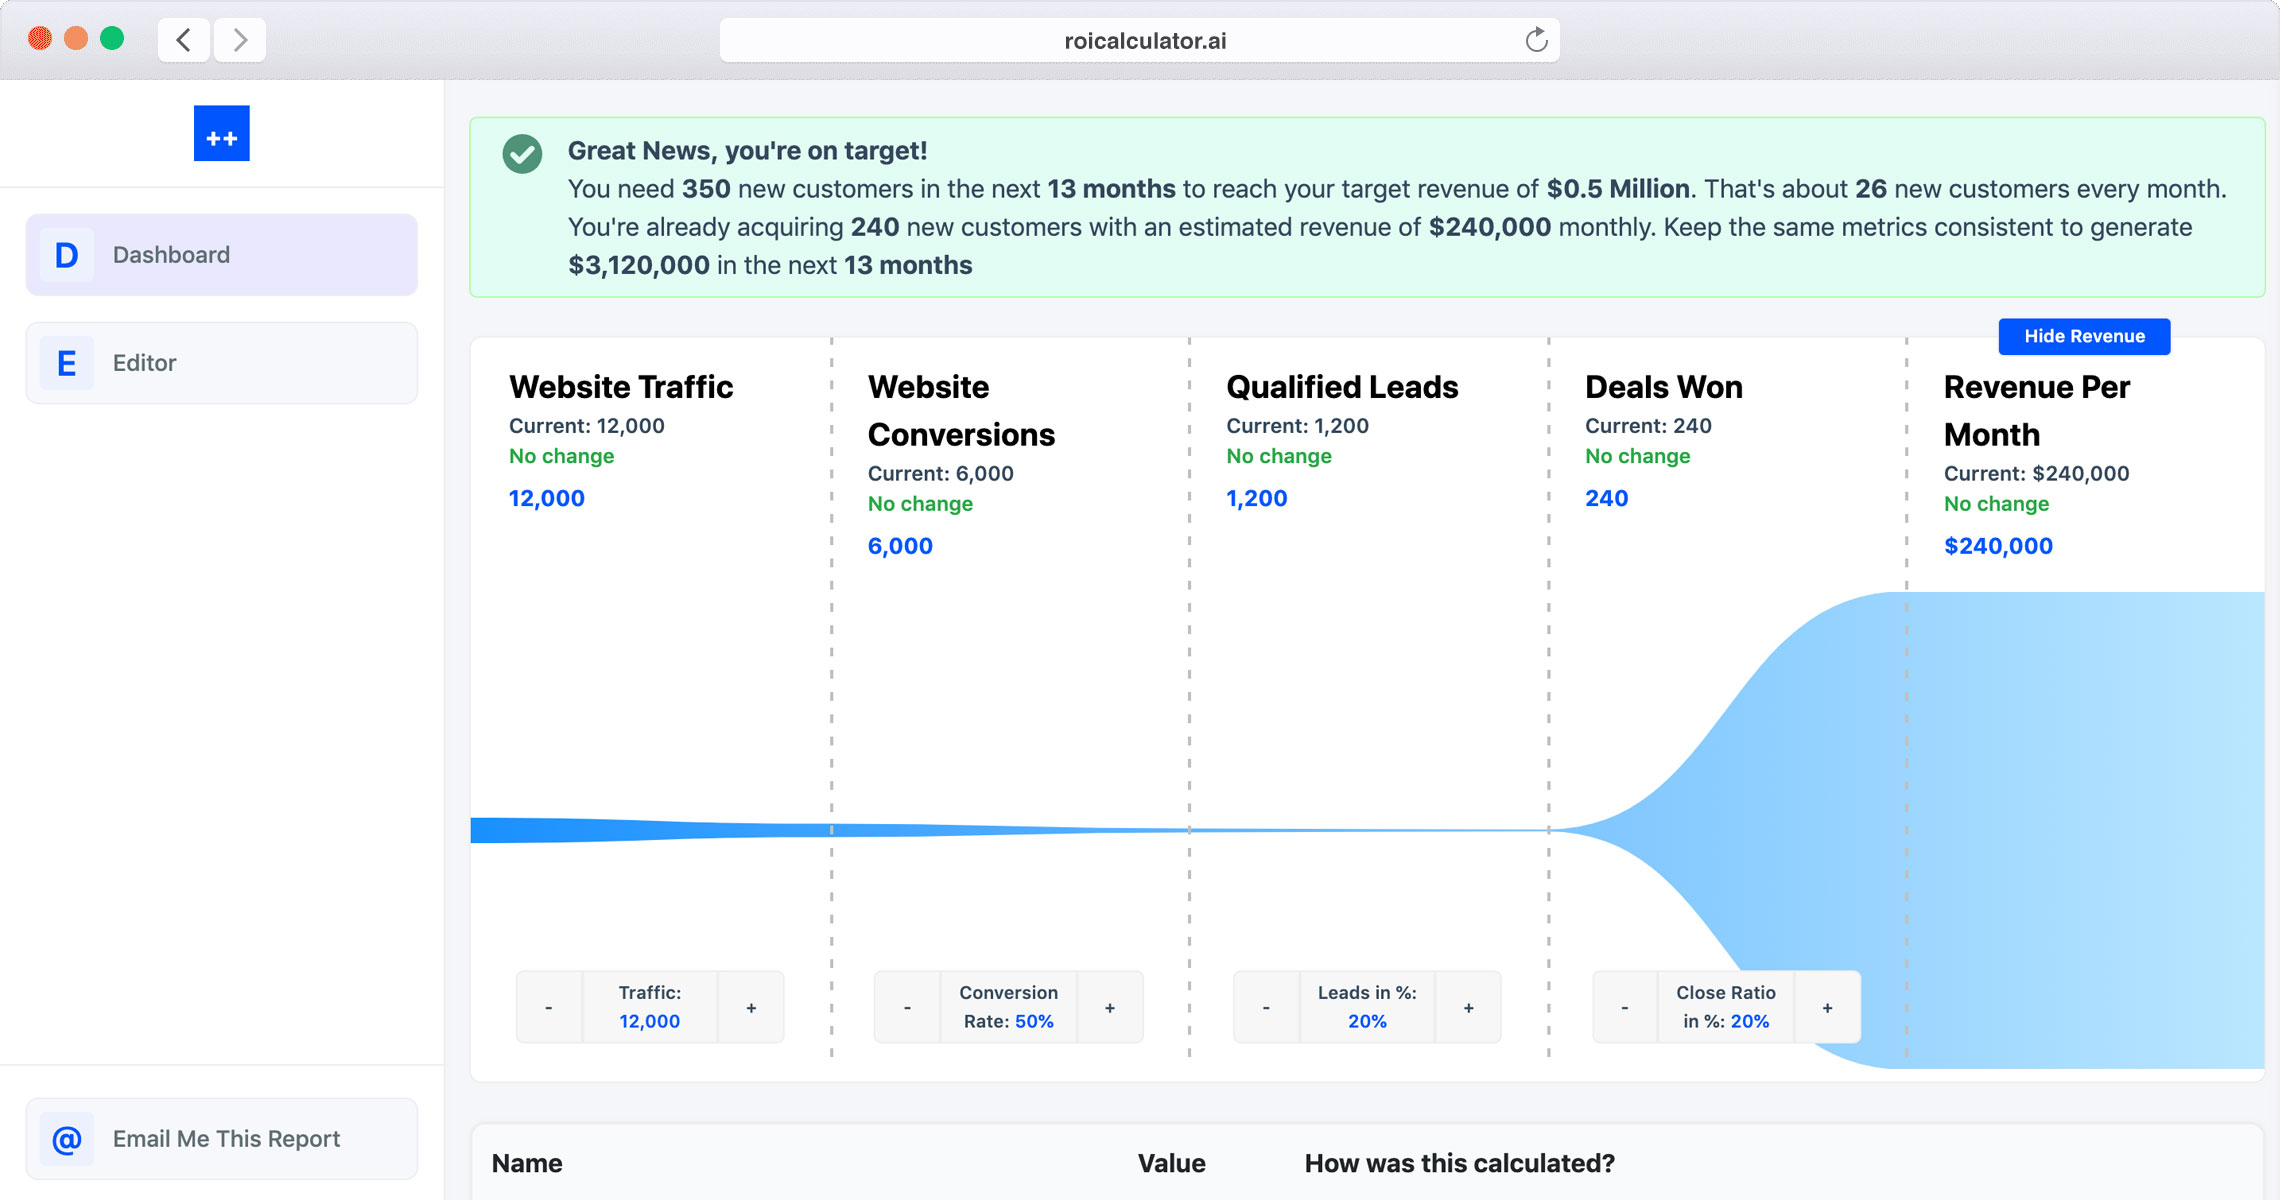 roicalculator.ai
++
D Dashboard
E Editor
@ Email Me This Report
Great News, you're on target!
You need 350 new customers in the next 13 months to reach your target revenue of $0.5 Million. That's about 26 new customers every month.
You're already acquiring 240 new customers with an estimated revenue of $240,000 monthly. Keep the same metrics consistent to generate
$3,120,000 in the next 13 months
Hide Revenue
Website Traffic
Current: 12,000
No change
12,000
Website
Conversions
Current: 6,000
No change
6,000
Qualified Leads
Current: 1,200
No change
1,200
Deals Won
Current: 240
No change
240
Revenue Per
Month
Current: $240,000
No change
$240,000
- Traffic: +
12,000
- Conversion +
Rate: 50%
- Leads in %: +
20%
- Close Ratio +
in %: 20%
Name Value How was this calculated?